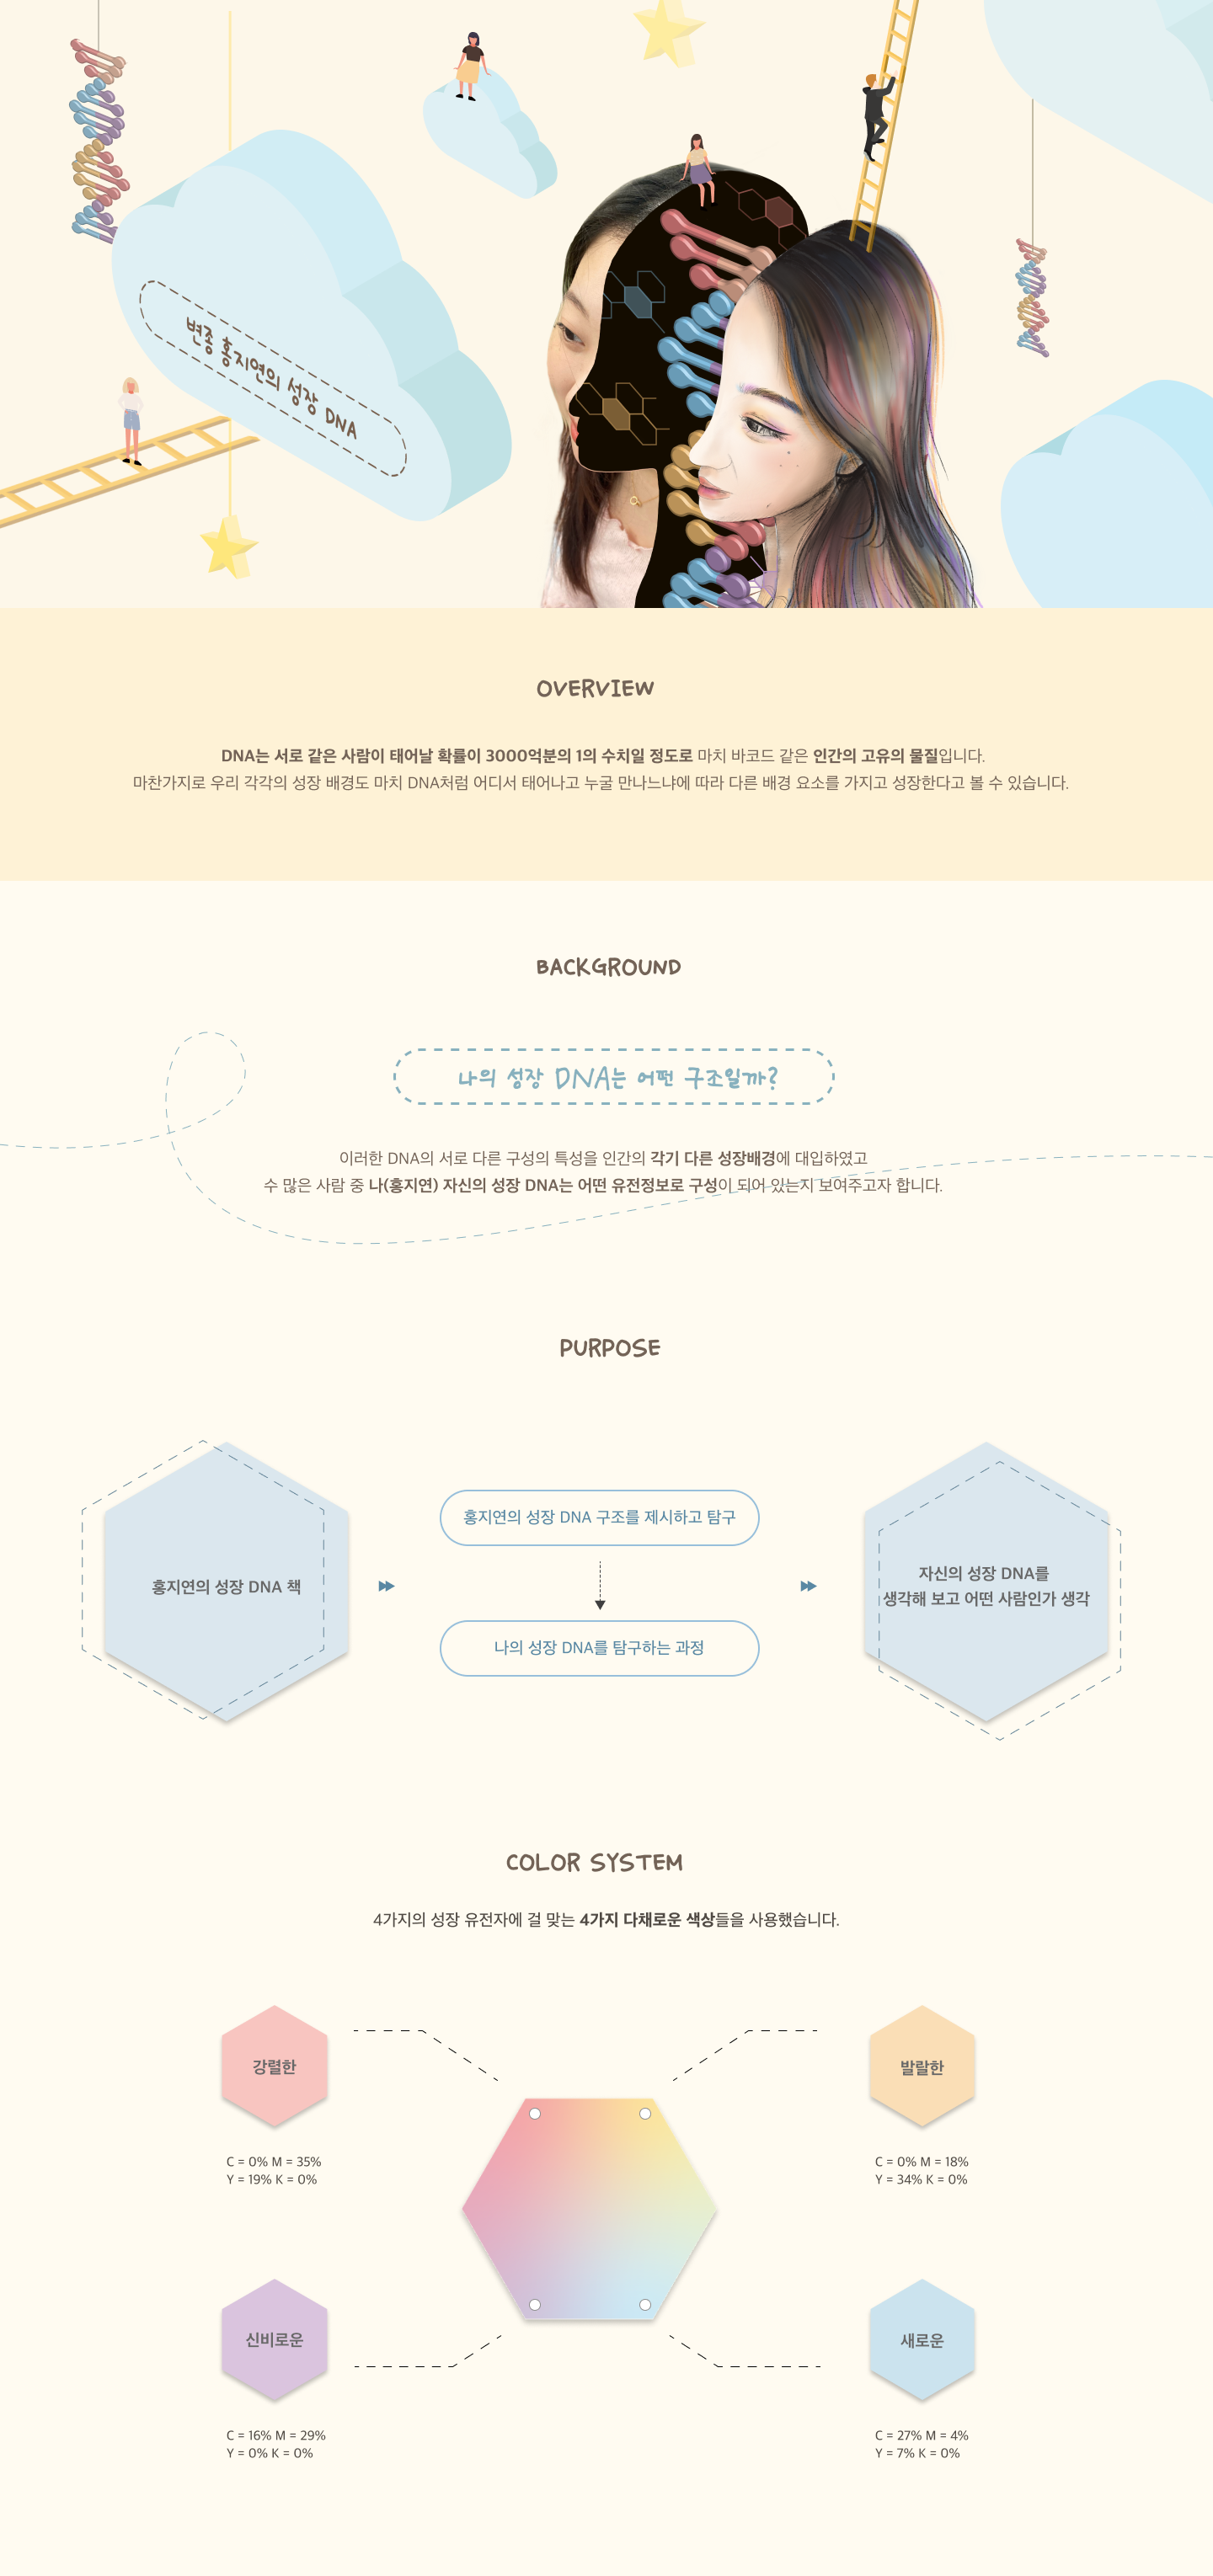 변종 홍지연의 성장 DNA
OVERVIEW
DNA는 서로 같은 사람이 태어날 확률이 3000억분의 1의 수치일 정도로 마치 바코드 같은 인간의 고유의 물질입니다.
마찬가지로 우리 각각의 성장 배경도 마치 DNA처럼 어디서 태어나고 누굴 만나느냐에 따라 다른 배경 요소를 가지고 성장한다고 볼 수 있습니다.
BACKGROUND
나의 성장 DNA는 어떤 구조일까?
이러한 DNA의 서로 다른 구성의 특성을 인간의 각기 다른 성장배경에 대입하였고
수 많은 사람 중 나(홍지연) 자신의 성장 DNA는 어떤 유전정보로 구성이 되어 있는지 보여주고자 합니다.
PURPOSE
홍지연의 성장 DNA 책
홍지연의 성장 DNA 구조를 제시하고 탐구
나의 성장 DNA를 탐구하는 과정
자신의 성장 DNA를
생각해 보고 어떤 사람인가 생각
COLOR SYSTEM
4가지의 성장 유전자에 걸 맞는 4가지 다채로운 색상들을 사용했습니다.
강렬한
C = 0% M = 35%
Y = 19% K = 0%
발랄한
C = 0% M = 18%
Y = 34% K = 0%
신비로운
C = 16% M = 29%
Y = 0% K = 0%
새로운
C = 27% M = 4%
Y = 7% K = 0%